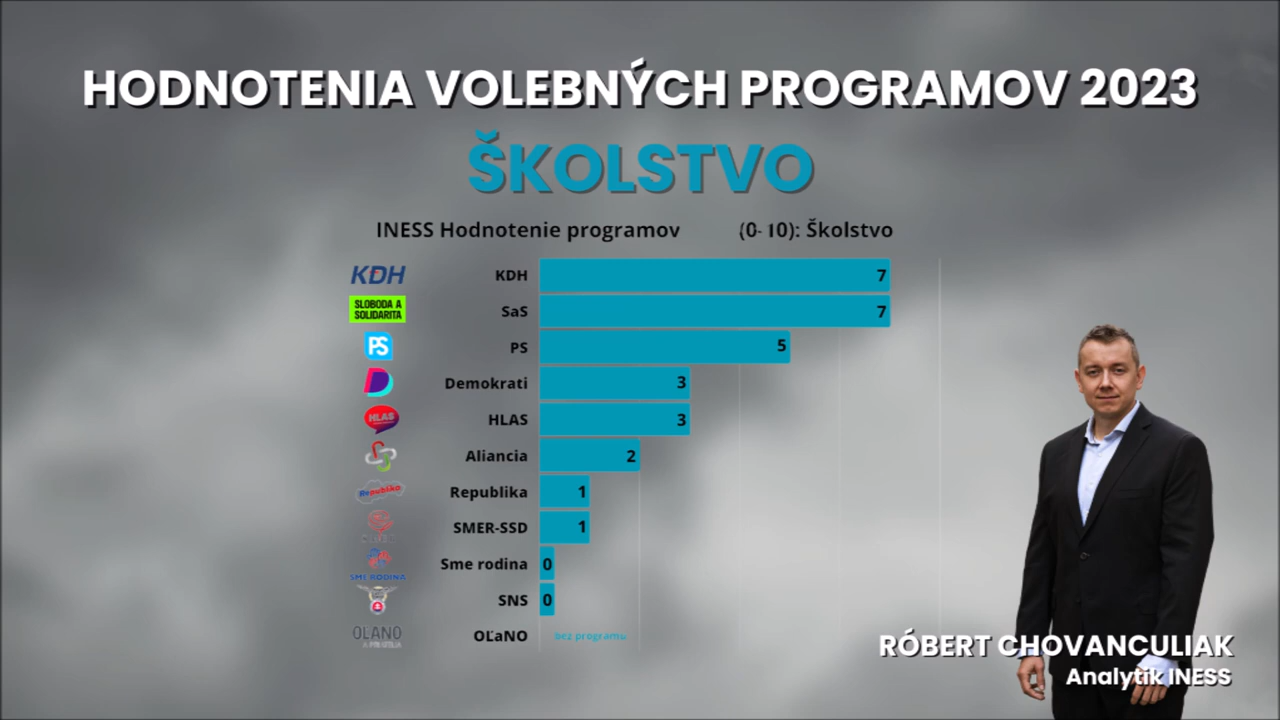 HODNOTENIA VOLEBNÝCH PROGRAMOV 2023
ŠKOLSTVO
INESS Hodnotenie programov (0-10): Školstvo
KDH KDH 7
SLOBODA A
SOLIDARITA
SaS 7
PS PS 5
Demokrati 3
HLAS HLAS 3
Aliancia 2
Republika Republika 1
SMER-SSD 1
SME RODINA Sme rodina 0
SNS 0
OĽANO OĽaNO bez programu
RÓBERT CHOVANCULIAK
Analytik INESS